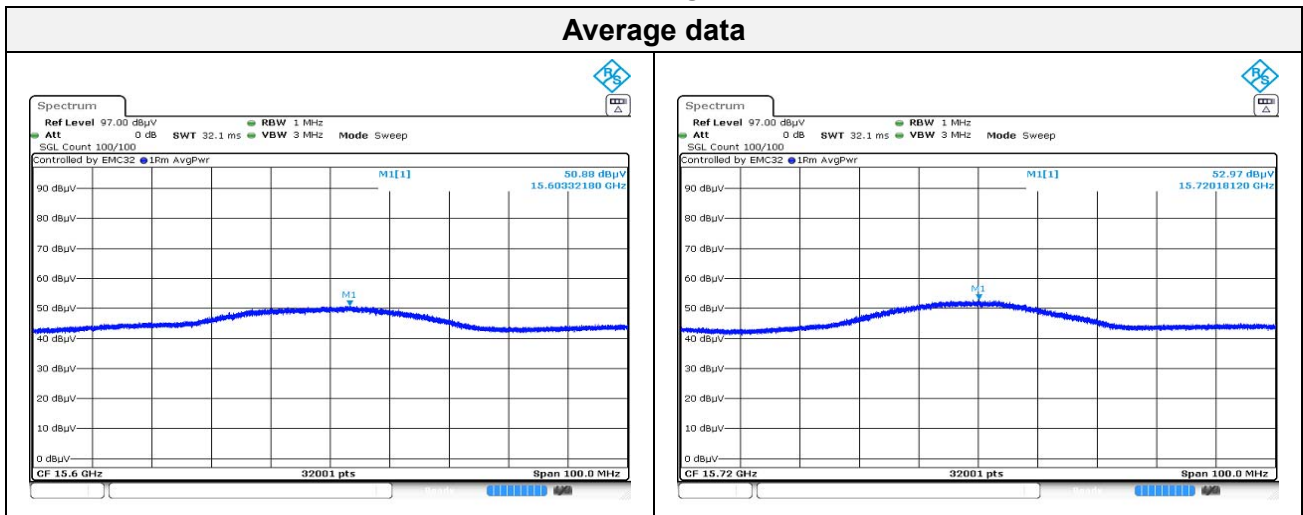 Average data
R&S
Spectrum
Ref Level 97.00 dBµV RBW 1 MHz
Att 0 dB SWT 32.1 ms VBW 3 MHz Mode Sweep
SGL Count 100/100
Controlled by EMC32 1Rm AvgPwr
M1[1] 50.88 dBµV
15.60332180 GHz
90 dBµV
80 dBµV
70 dBµV
60 dBµV
M1
50 dBµV
40 dBµV
30 dBµV
20 dBµV
10 dBµV
0 dBµV
CF 15.6 GHz 32001 pts Span 100.0 MHz
R&S
Spectrum
Ref Level 97.00 dBµV RBW 1 MHz
Att 0 dB SWT 32.1 ms VBW 3 MHz Mode Sweep
SGL Count 100/100
Controlled by EMC32 1Rm AvgPwr
M1[1] 52.97 dBµV
15.72018120 GHz
90 dBµV
80 dBµV
70 dBµV
60 dBµV
M1
50 dBµV
40 dBµV
30 dBµV
20 dBµV
10 dBµV
0 dBµV
CF 15.72 GHz 32001 pts Span 100.0 MHz